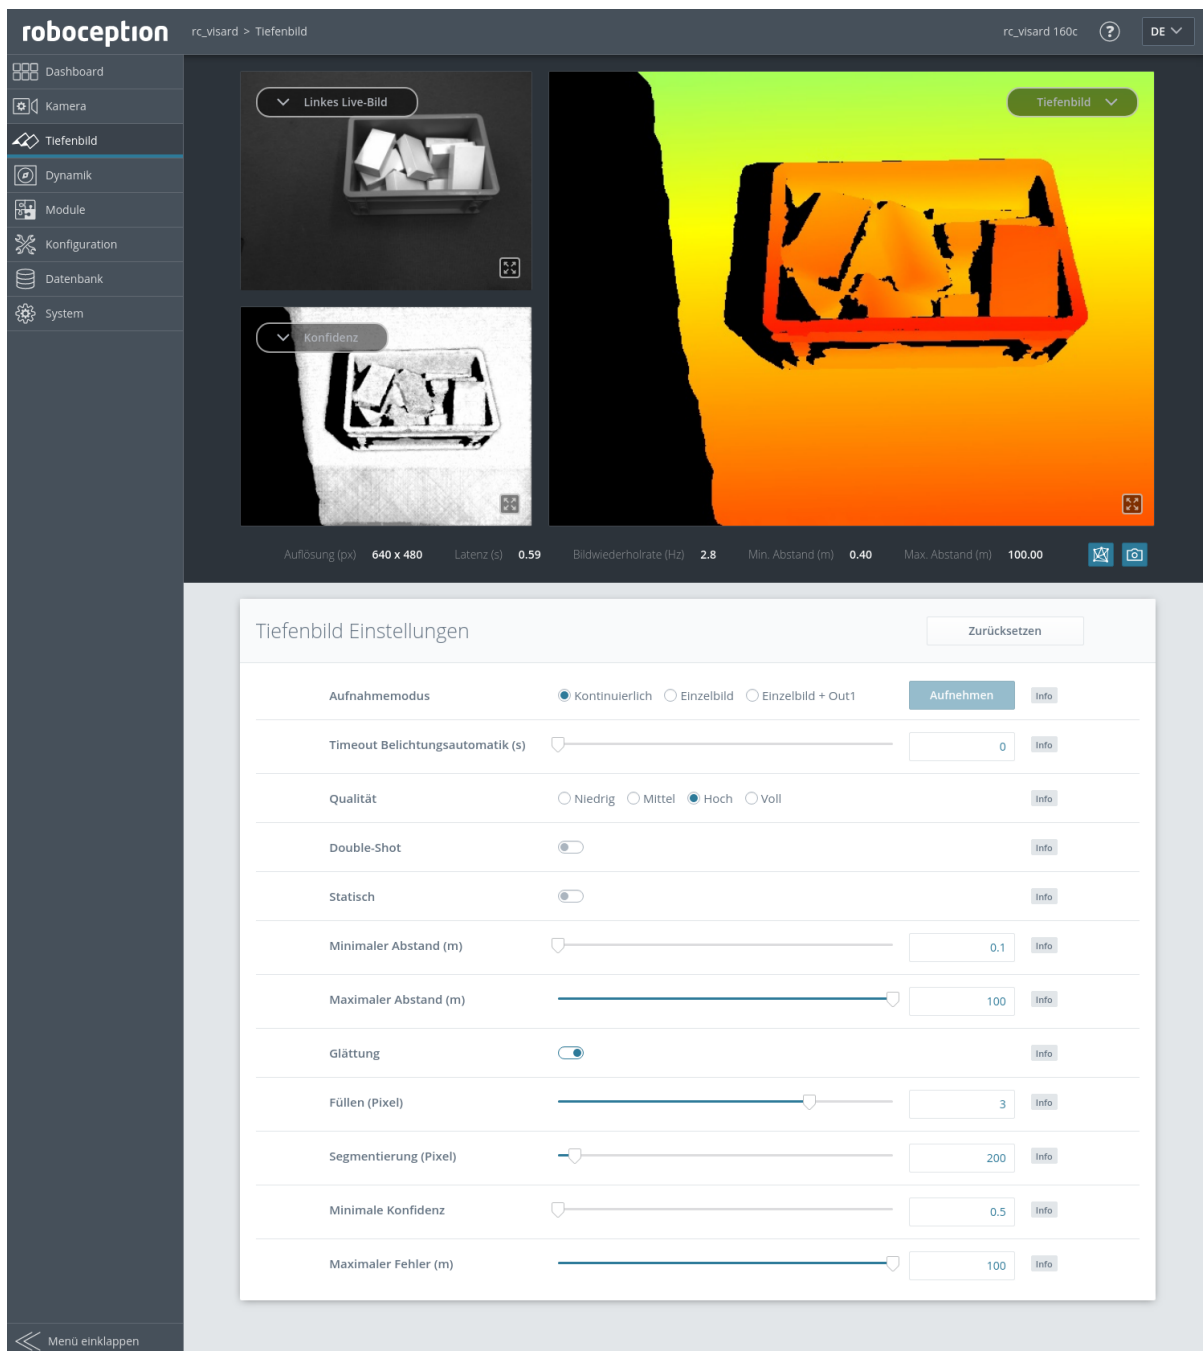 roboception
rc_visard > Tiefenbild
rc_visard 160c
?
DE
Dashboard
Kamera
Tiefenbild
Dynamik
Module
Konfiguration
Datenbank
System
Linkes Live-Bild
Tiefenbild
Konfidenz
Auflösung (px) 640 x 480 Latenz (s) 0.59 Bildwiederholrate (Hz) 2.8 Min. Abstand (m) 0.40 Max. Abstand (m) 100.00
Tiefenbild Einstellungen Zurücksetzen
Aufnahmemodus Kontinuierlich Einzelbild Einzelbild + Out1 Aufnehmen Info
Timeout Belichtungsautomatik (s) 0 Info
Qualität Niedrig Mittel Hoch Voll Info
Double-Shot Info
Statisch Info
Minimaler Abstand (m) 0.1 Info
Maximaler Abstand (m) 100 Info
Glättung Info
Füllen (Pixel) 3 Info
Segmentierung (Pixel) 200 Info
Minimale Konfidenz 0.5 Info
Maximaler Fehler (m) 100 Info
Menü einklappen